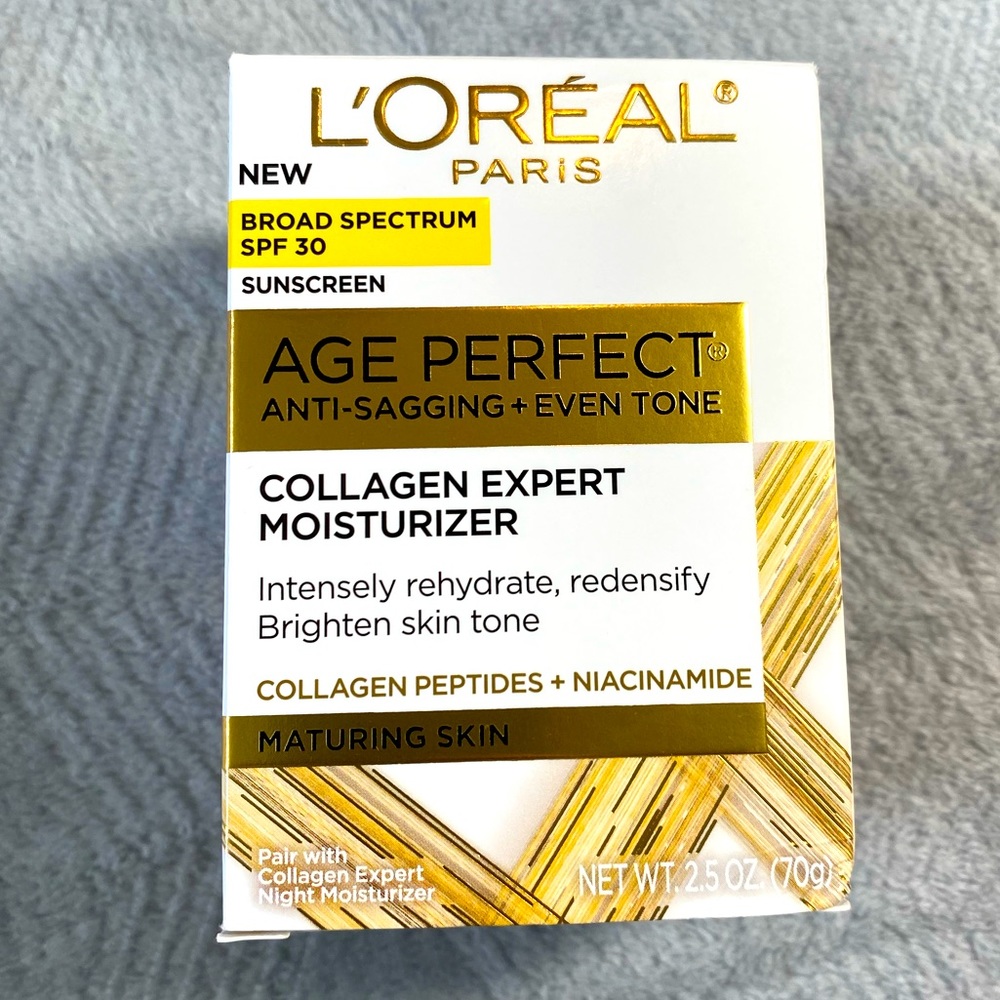 L'ORÉAL®
PARIS
NEW
BROAD SPECTRUM
SPF 30
SUNSCREEN
AGE PERFECT®
ANTI-SAGGING + EVEN TONE
COLLAGEN EXPERT
MOISTURIZER
Intensely rehydrate, redensify
Brighten skin tone
COLLAGEN PEPTIDES + NIACINAMIDE
MATURING SKIN
Pair with
Collagen Expert
Night Moisturizer
NET WT. 2.5 OZ. (70g)